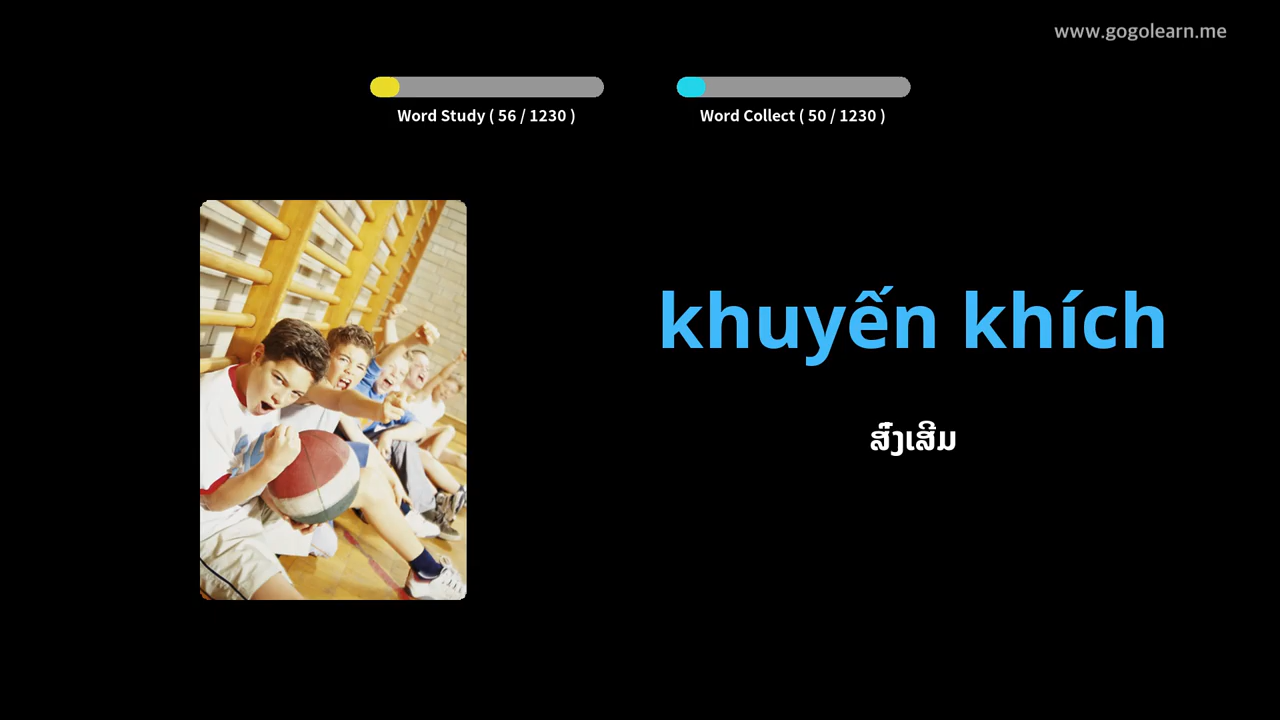 www.gogolearn.me
Word Study ( 56 / 1230 )
Word Collect ( 50 / 1230 )
khuyến khích
ສົ່ງເສີມ